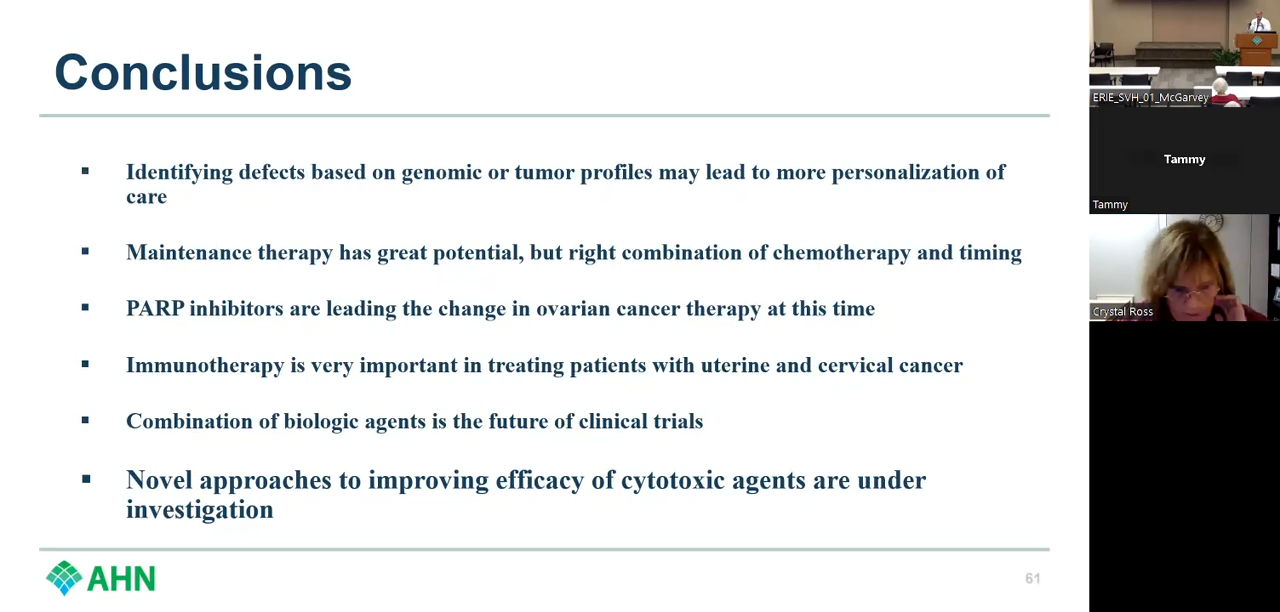 Conclusions
Identifying defects based on genomic or tumor profiles may lead to more personalization of
care
Maintenance therapy has great potential, but right combination of chemotherapy and timing
PARP inhibitors are leading the change in ovarian cancer therapy at this time
Immunotherapy is very important in treating patients with uterine and cervical cancer
Combination of biologic agents is the future of clinical trials
Novel approaches to improving efficacy of cytotoxic agents are under
investigation
AHN
61
ERIE_SVH_01_McGarvey
Tammy
Tammy
Crystal Ross